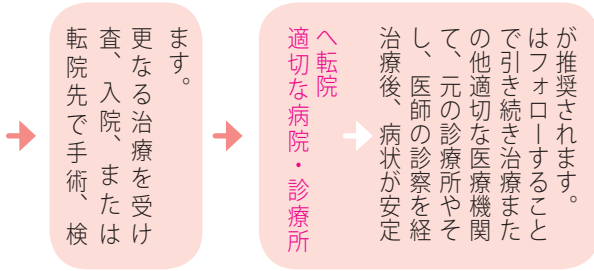 転院先で手術、検
査、入院、または
更なる治療を受け
ます。
適切な病院・診療所
へ転院
治療後、病状が安定
し、医師の診察を経
て、元の診療所やそ
の他適切な医療機関
で引き続き治療また
はフォローすること
が推奨されます。